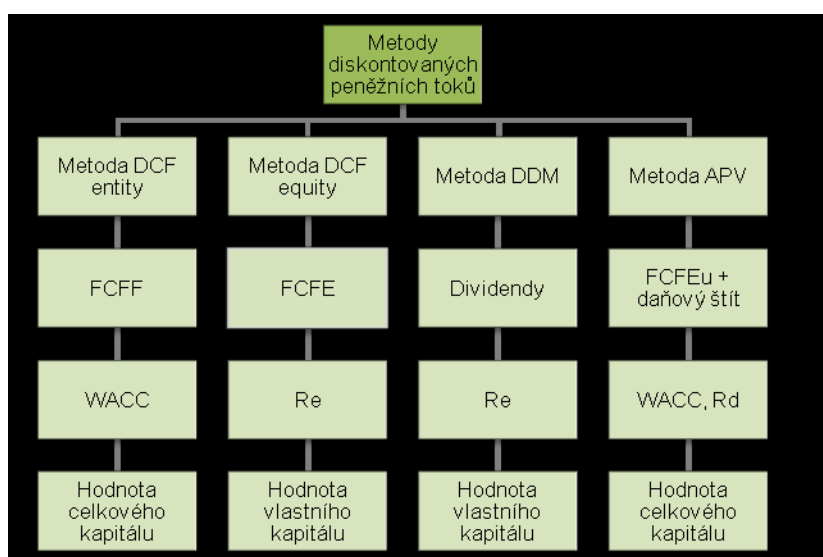 Metody
diskontovaných
peněžních toků
Metoda DCF
entity
Metoda DCF
equity
Metoda DDM
Metoda APV
FCFF
FCFE
Dividendy
FCFEu +
daňový štít
WACC
Re
Re
WACC, Rd
Hodnota
celkového
kapitálu
Hodnota
vlastního
kapitálu
Hodnota
vlastního
kapitálu
Hodnota
celkového
kapitálu